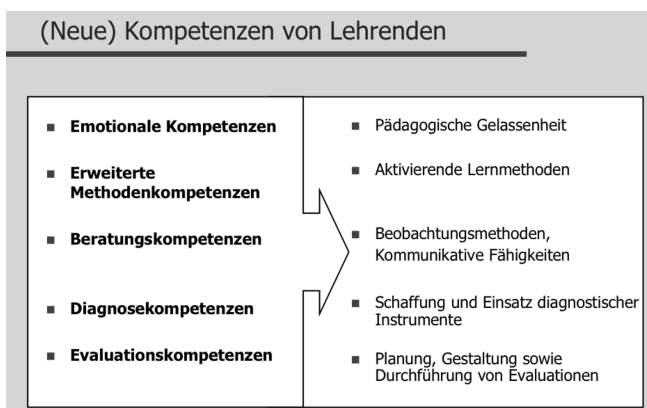 (Neue) Kompetenzen von Lehrenden
Emotionale Kompetenzen
Erweiterte
Methodenkompetenzen
Beratungskompetenzen
Diagnosekompetenzen
Evaluationskompetenzen
Pädagogische Gelassenheit
Aktivierende Lernmethoden
Beobachtungsmethoden,
Kommunikative Fähigkeiten
Schaffung und Einsatz diagnostischer
Instrumente
Planung, Gestaltung sowie
Durchführung von Evaluationen